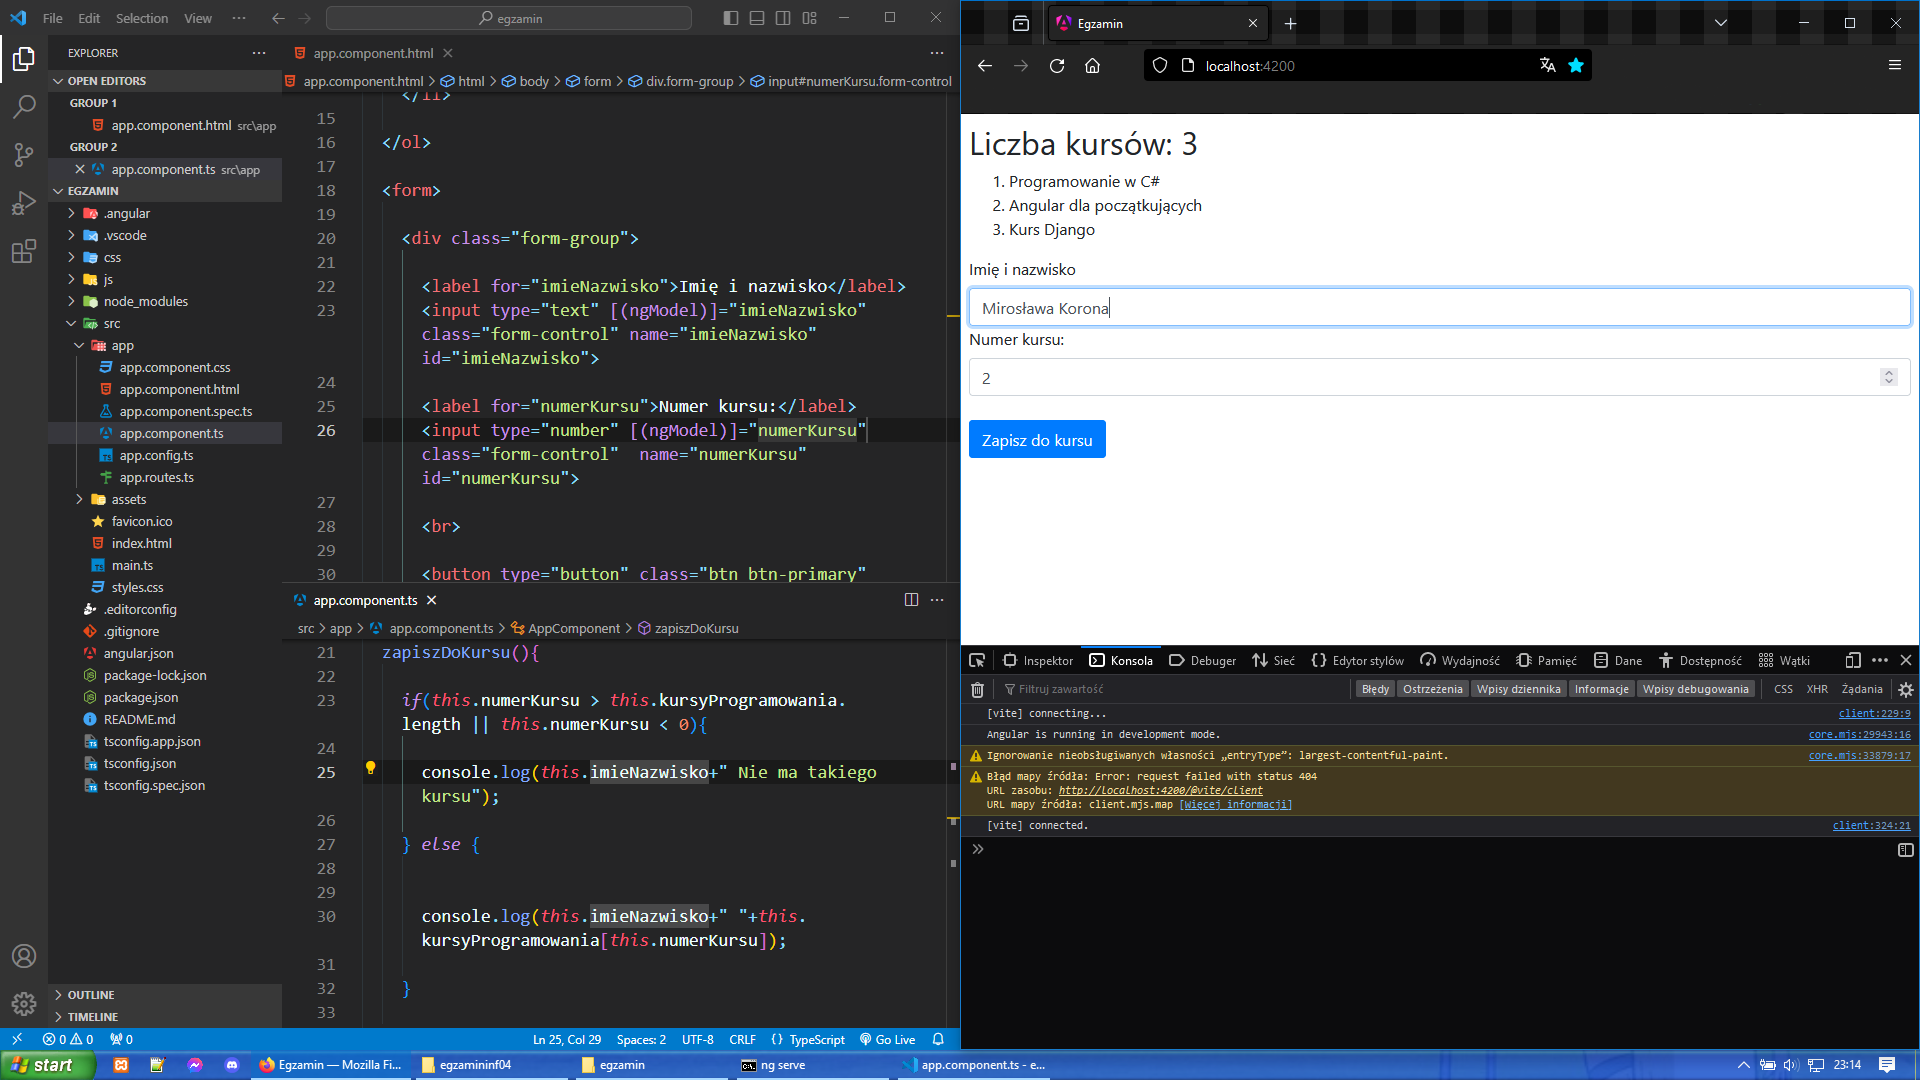 File Edit Selection View ··· egzamin
EXPLORER
OPEN EDITORS
GROUP 1
app.component.html src\app
GROUP 2
app.component.ts src\app
EGZAMIN
.angular
.vscode
css
js
node_modules
src
app
app.component.css
app.component.html
app.component.spec.ts
app.component.ts
app.config.ts
app.routes.ts
assets
favicon.ico
index.html
main.ts
styles.css
.editorconfig
.gitignore
angular.json
package-lock.json
package.json
README.md
tsconfig.app.json
tsconfig.json
tsconfig.spec.json
OUTLINE
TIMELINE
app.component.html
app.component.html > html > body > form > div.form-group > input#numerKursu.form-control
</li>
15
16 </ol>
17
18 <form>
19
20 <div class="form-group">
21
22 <label for="imieNazwisko">Imię i nazwisko</label>
23 <input type="text" [(ngModel)]="imieNazwisko"
class="form-control" name="imieNazwisko"
id="imieNazwisko">
24
25 <label for="numerKursu">Numer kursu:</label>
26 <input type="number" [(ngModel)]="numerKursu"
class="form-control"  name="numerKursu"
id="numerKursu">
27
28 <br>
29
30 <button type="button" class="btn btn-primary"
app.component.ts
src > app > app.component.ts > AppComponent > zapiszDoKursu
21 zapiszDoKursu(){
22
23 if(this.numerKursu > this.kursyProgramowania.
length || this.numerKursu < 0){
24
25 console.log(this.imieNazwisko+" Nie ma takiego
kursu");
26
27 } else {
28
29
30 console.log(this.imieNazwisko+" "+this.
kursyProgramowania[this.numerKursu]);
31
32 }
33
0 0 0 Ln 25, Col 29 Spaces: 2 UTF-8 CRLF {} TypeScript Go Live
Egzamin
localhost:4200
Liczba kursów: 3
1. Programowanie w C#
2. Angular dla początkujących
3. Kurs Django
Imię i nazwisko
Mirosława Korona
Numer kursu:
2
Zapisz do kursu
Inspektor Konsola Debuger Sieć Edytor stylów Wydajność Pamięć Dane Dostępność Wątki
Filtruj zawartość Błędy Ostrzeżenia Wpisy dziennika Informacje Wpisy debugowania CSS XHR Żądania
[vite] connecting... client:229:9
Angular is running in development mode. core.mjs:29943:16
Ignorowanie nieobsługiwanych własności „entryType”: largest-contentful-paint. core.mjs:33879:17
Błąd mapy źródła: Error: request failed with status 404
URL zasobu: http://localhost:4200/@vite/client
URL mapy źródła: client.mjs.map [Więcej informacji]
[vite] connected. client:324:21
start Egzamin — Mozilla Fi... egzamininf04 egzamin ng serve app.component.ts - e... 23:14